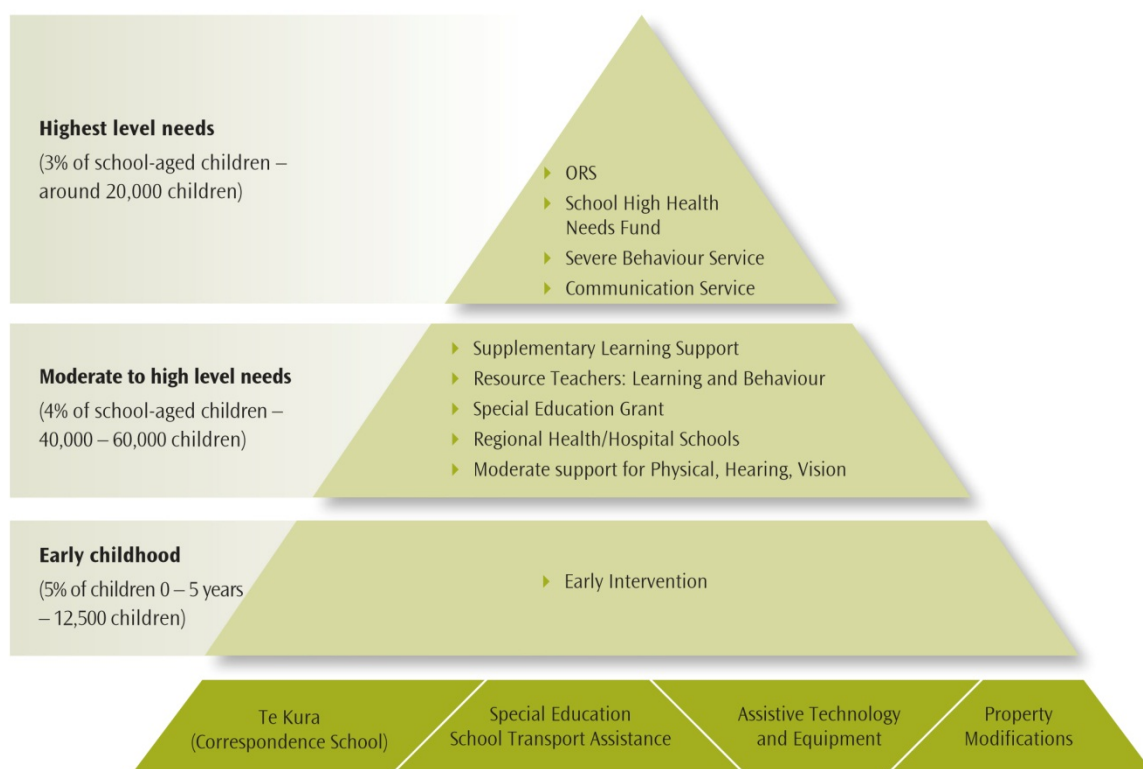 Highest level needs
(3% of school-aged children –
around 20,000 children)
ORS
School High Health
Needs Fund
Severe Behaviour Service
Communication Service
Moderate to high level needs
(4% of school-aged children –
40,000 – 60,000 children)
Supplementary Learning Support
Resource Teachers: Learning and Behaviour
Special Education Grant
Regional Health/Hospital Schools
Moderate support for Physical, Hearing, Vision
Early childhood
(5% of children 0 – 5 years
– 12,500 children)
Early Intervention
Te Kura
(Correspondence School)
Special Education
School Transport Assistance
Assistive Technology
and Equipment
Property
Modifications